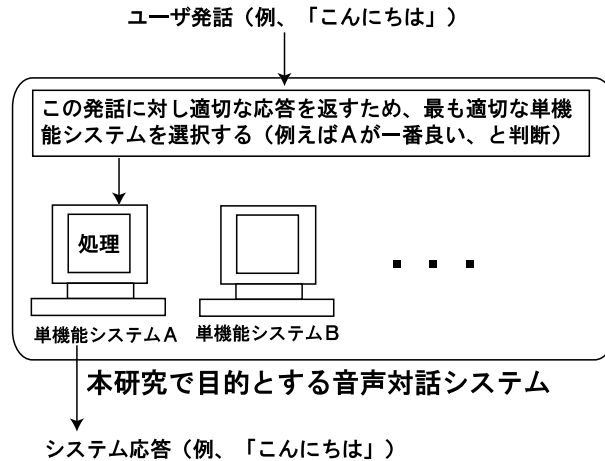 ユーザ発話（例、「こんにちは」）
この発話に対し適切な応答を返すため、最も適切な単機
能システムを選択する（例えばＡが一番良い、と判断）
処理
単機能システムＡ
単機能システムＢ
本研究で目的とする音声対話システム
システム応答（例、「こんにちは」）